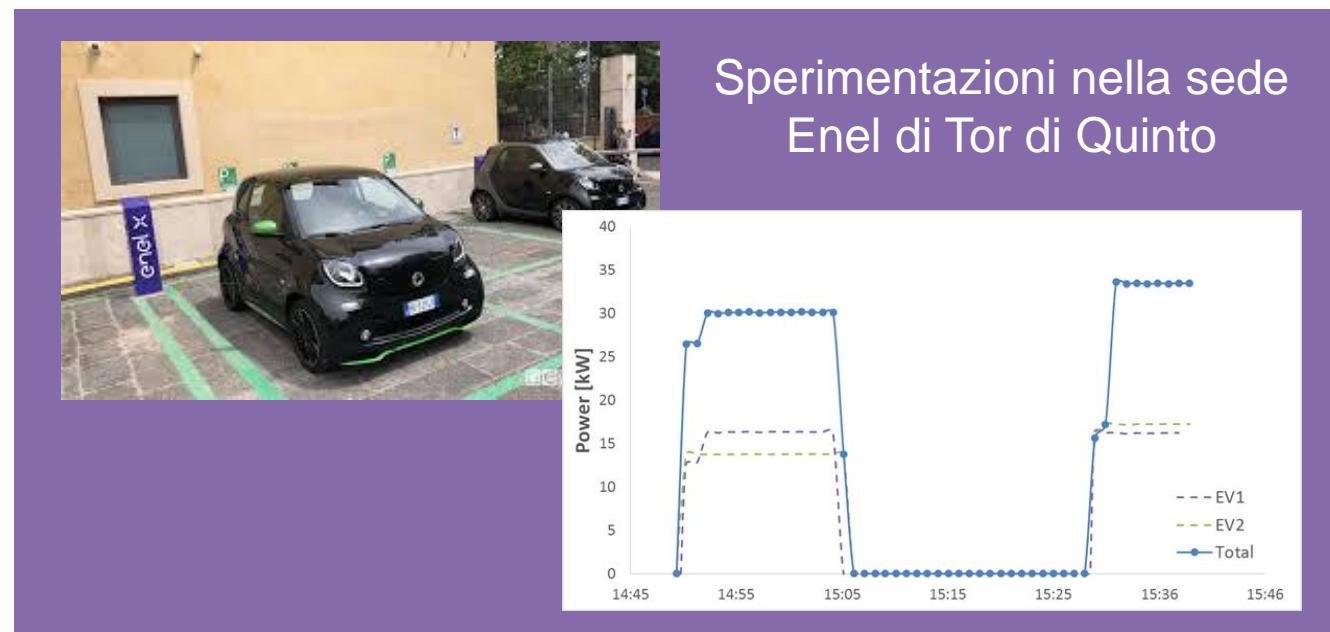 Sperimentazioni nella sede
Enel di Tor di Quinto
enel x
P
T
40
35
30
25
20
15
10
5
0
Power [kW]
14:45
14:55
15:05
15:15
15:25
15:36
15:46
EV1
EV2
Total